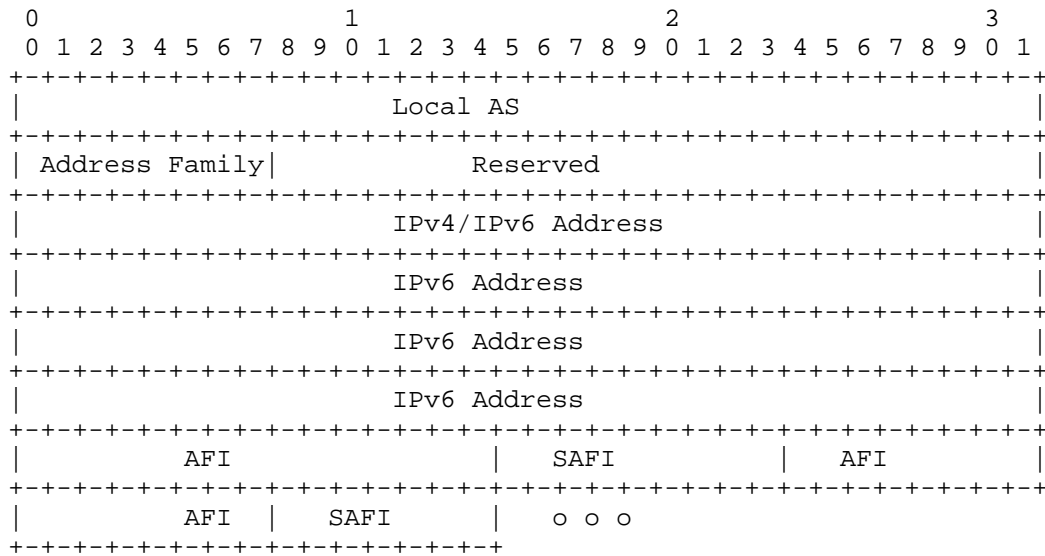 0 1 2 3
0 1 2 3 4 5 6 7 8 9 0 1 2 3 4 5 6 7 8 9 0 1 2 3 4 5 6 7 8 9 0 1
+-+-+-+-+-+-+-+-+-+-+-+-+-+-+-+-+-+-+-+-+-+-+-+-+-+-+-+-+-+-+-+-+
| Local AS |
+-+-+-+-+-+-+-+-+-+-+-+-+-+-+-+-+-+-+-+-+-+-+-+-+-+-+-+-+-+-+-+-+
| Address Family| Reserved |
+-+-+-+-+-+-+-+-+-+-+-+-+-+-+-+-+-+-+-+-+-+-+-+-+-+-+-+-+-+-+-+-+
| IPv4/IPv6 Address |
+-+-+-+-+-+-+-+-+-+-+-+-+-+-+-+-+-+-+-+-+-+-+-+-+-+-+-+-+-+-+-+-+
| IPv6 Address |
+-+-+-+-+-+-+-+-+-+-+-+-+-+-+-+-+-+-+-+-+-+-+-+-+-+-+-+-+-+-+-+-+
| IPv6 Address |
+-+-+-+-+-+-+-+-+-+-+-+-+-+-+-+-+-+-+-+-+-+-+-+-+-+-+-+-+-+-+-+-+
| IPv6 Address |
+-+-+-+-+-+-+-+-+-+-+-+-+-+-+-+-+-+-+-+-+-+-+-+-+-+-+-+-+-+-+-+-+
| AFI | SAFI | AFI |
+-+-+-+-+-+-+-+-+-+-+-+-+-+-+-+-+-+-+-+-+-+-+-+-+-+-+-+-+-+-+-+-+
| AFI | SAFI | o o o
+-+-+-+-+-+-+-+-+-+-+-+-+-+-+-+